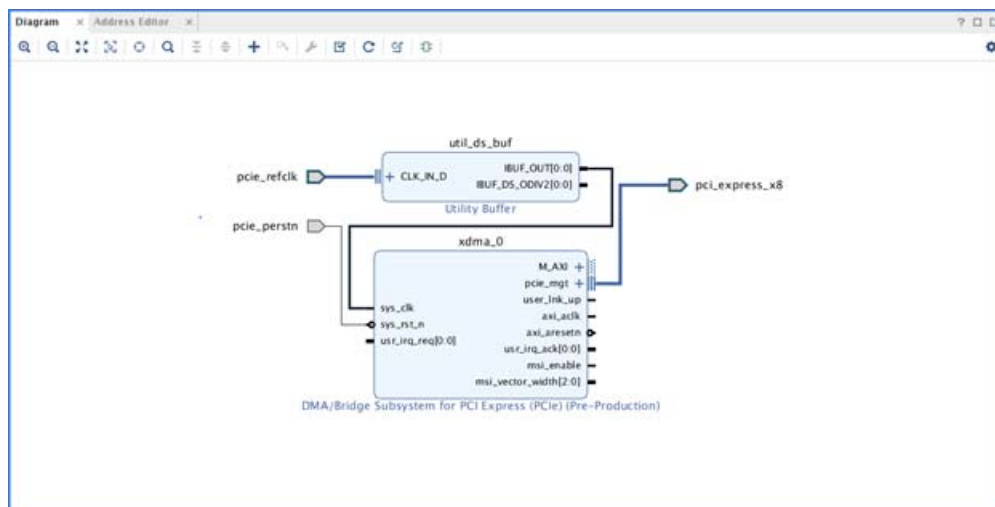 Diagram × Address Editor × ?
util_ds_buf
pcie_refclk
CLK_IN_D
IBUF_OUT[0:0]
IBUF_DS_ODIV2[0:0]
Utility Buffer
pci_express_x8
pcie_perstn
xdma_0
M_AXI
pcie_mgt
user_lnk_up
sys_clk
axi_aclk
sys_rst_n
axi_aresetn
usr_irq_req[0:0]
usr_irq_ack[0:0]
msi_enable
msi_vector_width[2:0]
DMA/Bridge Subsystem for PCI Express (PCIe) (Pre-Production)